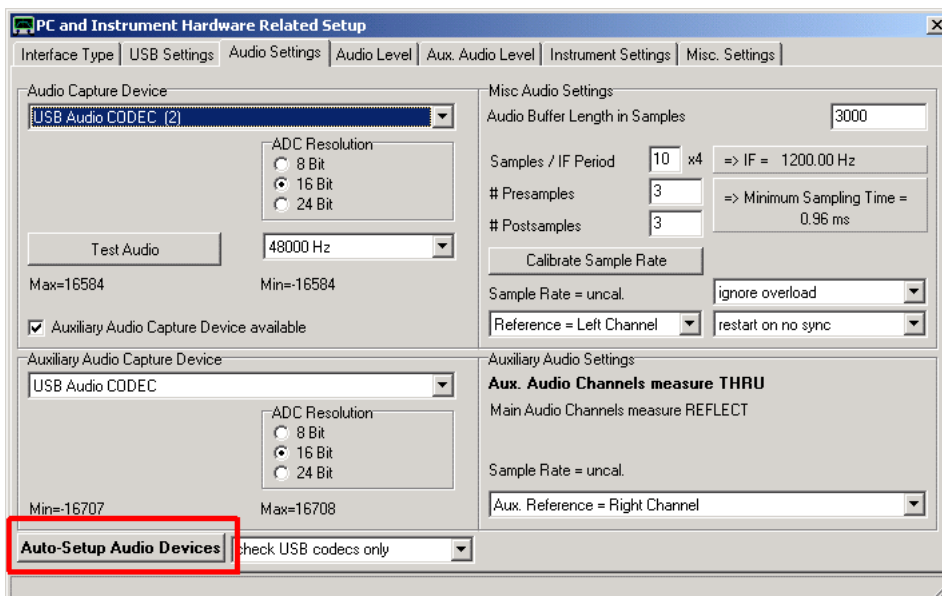 PC and Instrument Hardware Related Setup
Interface Type USB Settings Audio Settings Audio Level Aux. Audio Level Instrument Settings Misc. Settings
Audio Capture Device
USB Audio CODEC (2)
ADC Resolution
8 Bit
16 Bit
24 Bit
Test Audio
48000 Hz
Max=16584
Min=-16584
Auxiliary Audio Capture Device available
Misc Audio Settings
Audio Buffer Length in Samples
3000
Samples / IF Period
10 x4
=> IF = 1200.00 Hz
# Presamples
3
=> Minimum Sampling Time =
0.96 ms
# Postsamples
3
Calibrate Sample Rate
Sample Rate = uncal.
ignore overload
Reference = Left Channel
restart on no sync
Auxiliary Audio Capture Device
USB Audio CODEC
ADC Resolution
8 Bit
16 Bit
24 Bit
Min=-16707
Max=16708
Auxiliary Audio Settings
Aux. Audio Channels measure THRU
Main Audio Channels measure REFLECT
Sample Rate = uncal.
Aux. Reference = Right Channel
Auto-Setup Audio Devices
check USB codecs only